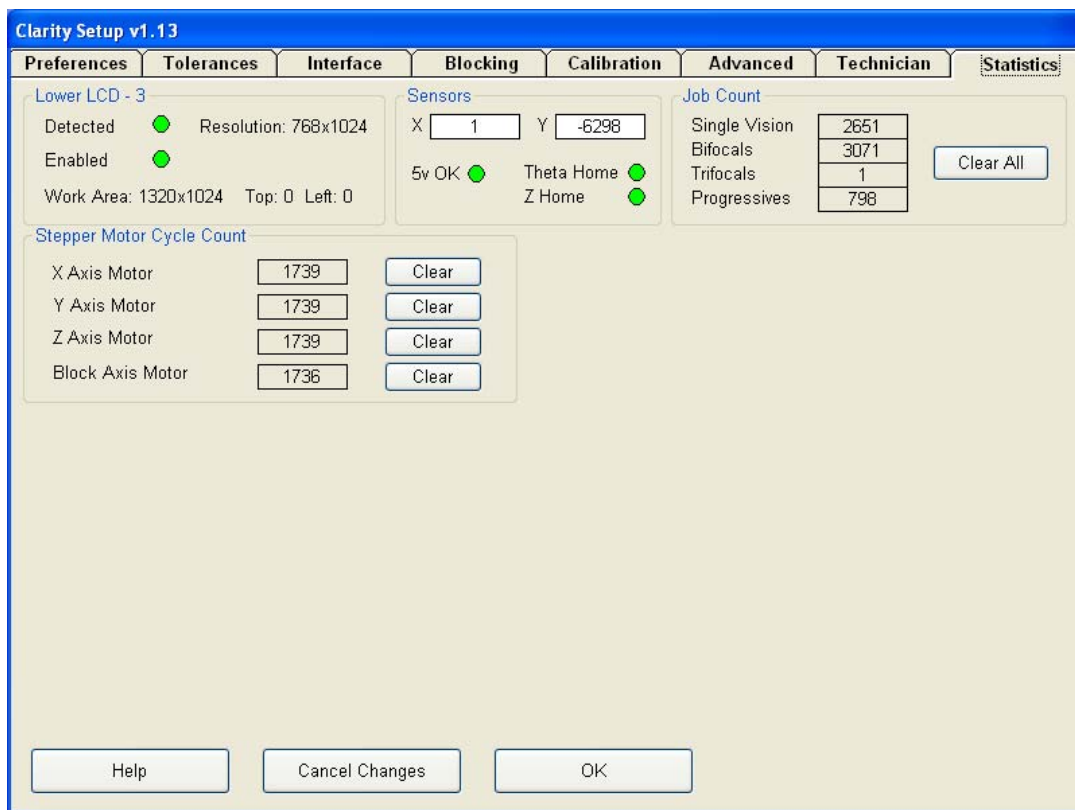 Clarity Setup v1.13
Preferences Tolerances Interface Blocking Calibration Advanced Technician Statistics
Lower LCD - 3
Detected Resolution: 768x1024
Enabled
Work Area: 1320x1024 Top: 0 Left: 0
Sensors
X 1 Y -6298
5v OK Theta Home
Z Home
Job Count
Single Vision 2651
Bifocals 3071
Trifocals 1
Progressives 798
Clear All
Stepper Motor Cycle Count
X Axis Motor 1739 Clear
Y Axis Motor 1739 Clear
Z Axis Motor 1739 Clear
Block Axis Motor 1736 Clear
Help Cancel Changes OK